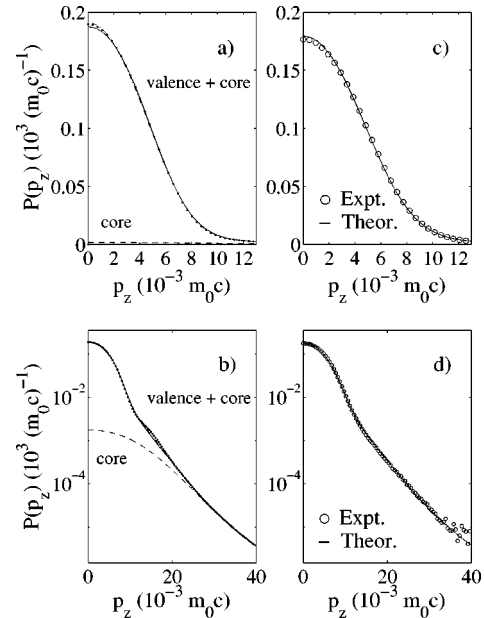 0.2
0.15
0.1
0.05
0
P(p_z) (10^3 (m_0c)^-1)
a)
valence + core
core
0 2 4 6 8 10 12
p_z (10^-3 m_0c)
0.2
0.15
0.1
0.05
0
c)
○ Expt.
− Theor.
0 2 4 6 8 10 12
p_z (10^-3 m_0c)
10^-2
10^-4
P(p_z) (10^3 (m_0c)^-1)
b)
valence + core
core
0 20 40
p_z (10^-3 m_0c)
10^-2
10^-4
d)
○ Expt.
− Theor.
0 20 40
p_z (10^-3 m_0c)